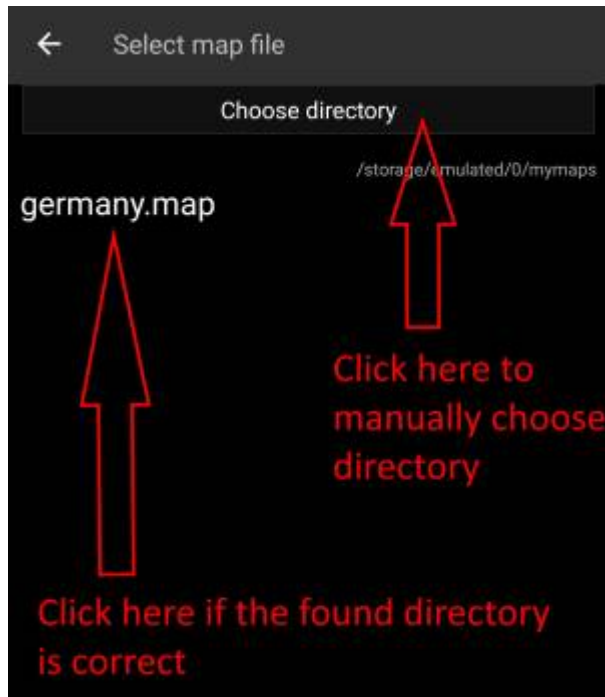 Select map file
Choose directory
/storage/emulated/0/mymaps
germany.map
Click here to
manually choose
directory
Click here if the found directory
is correct